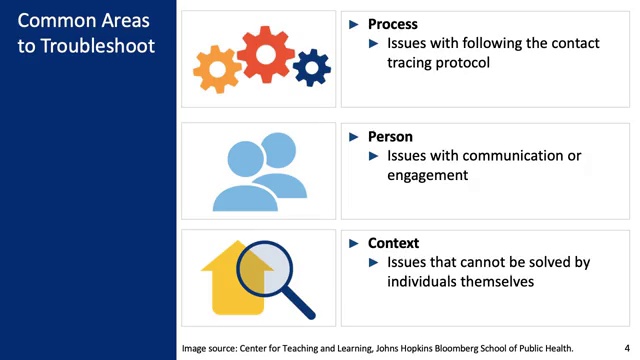 Common Areas
to Troubleshoot
Process
Issues with following the contact
tracing protocol
Person
Issues with communication or
engagement
Context
Issues that cannot be solved by
individuals themselves
Image source: Center for Teaching and Learning, Johns Hopkins Bloomberg School of Public Health.
4